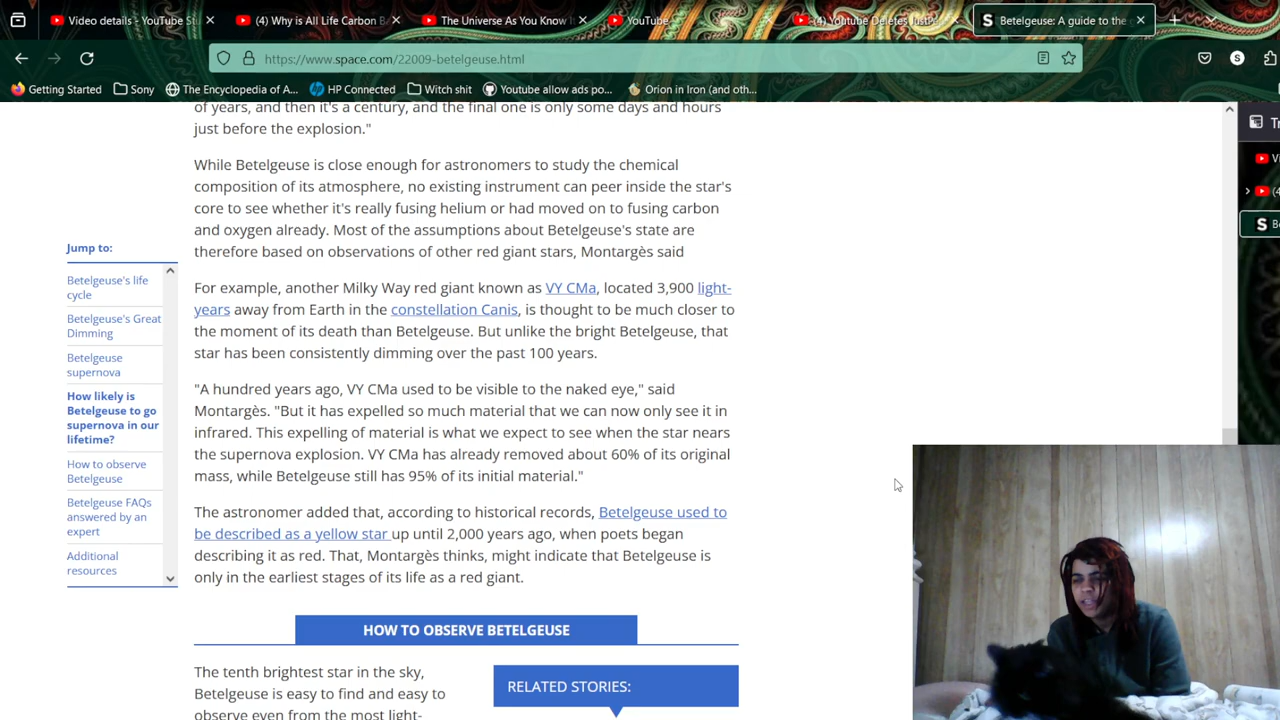 Video details - YouTube St
(4) Why is All Life Carbon B
The Universe As You Know I
YouTube
(4) Youtube Deletes JustPe
Betelgeuse: A guide to the
https://www.space.com/22009-betelgeuse.html
Getting Started
Sony
The Encyclopedia of A...
HP Connected
Witch shit
Youtube allow ads po...
Orion in Iron (and oth...
Tr
Vi
(4
Be
of years, and then it's a century, and the final one is only some days and hours
just before the explosion."
While Betelgeuse is close enough for astronomers to study the chemical
composition of its atmosphere, no existing instrument can peer inside the star's
core to see whether it's really fusing helium or had moved on to fusing carbon
and oxygen already. Most of the assumptions about Betelgeuse's state are
therefore based on observations of other red giant stars, Montargès said
For example, another Milky Way red giant known as VY CMa, located 3,900 light-
years away from Earth in the constellation Canis, is thought to be much closer to
the moment of its death than Betelgeuse. But unlike the bright Betelgeuse, that
star has been consistently dimming over the past 100 years.
"A hundred years ago, VY CMa used to be visible to the naked eye," said
Montargès. "But it has expelled so much material that we can now only see it in
infrared. This expelling of material is what we expect to see when the star nears
the supernova explosion. VY CMa has already removed about 60% of its original
mass, while Betelgeuse still has 95% of its initial material."
The astronomer added that, according to historical records, Betelgeuse used to
be described as a yellow star up until 2,000 years ago, when poets began
describing it as red. That, Montargès thinks, might indicate that Betelgeuse is
only in the earliest stages of its life as a red giant.
HOW TO OBSERVE BETELGEUSE
The tenth brightest star in the sky,
Betelgeuse is easy to find and easy to
observe even from the most light-
RELATED STORIES:
Jump to:
Betelgeuse's life
cycle
Betelgeuse's Great
Dimming
Betelgeuse
supernova
How likely is
Betelgeuse to go
supernova in our
lifetime?
How to observe
Betelgeuse
Betelgeuse FAQs
answered by an
expert
Additional
resources